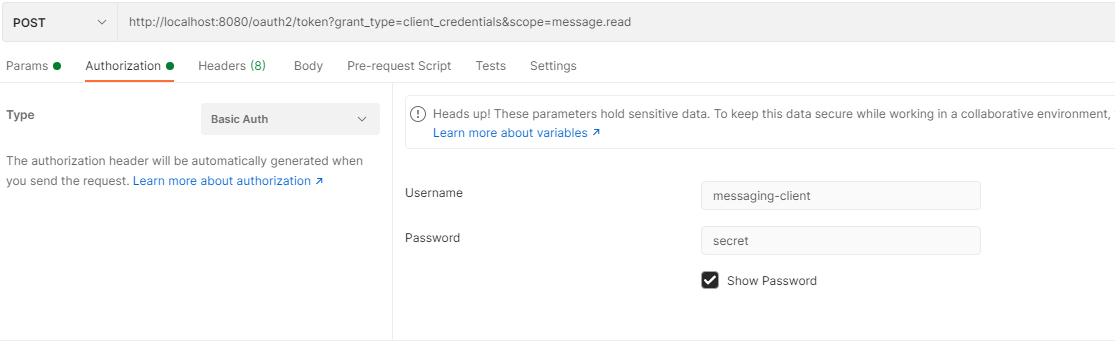 POST http://localhost:8080/oauth2/token?grant_type=client_credentials&scope=message.read
Params Authorization Headers (8) Body Pre-request Script Tests Settings
Type Basic Auth
The authorization header will be automatically generated when
you send the request. Learn more about authorization ↗
Heads up! These parameters hold sensitive data. To keep this data secure while working in a collaborative environment,
Learn more about variables ↗
Username messaging-client
Password secret
Show Password